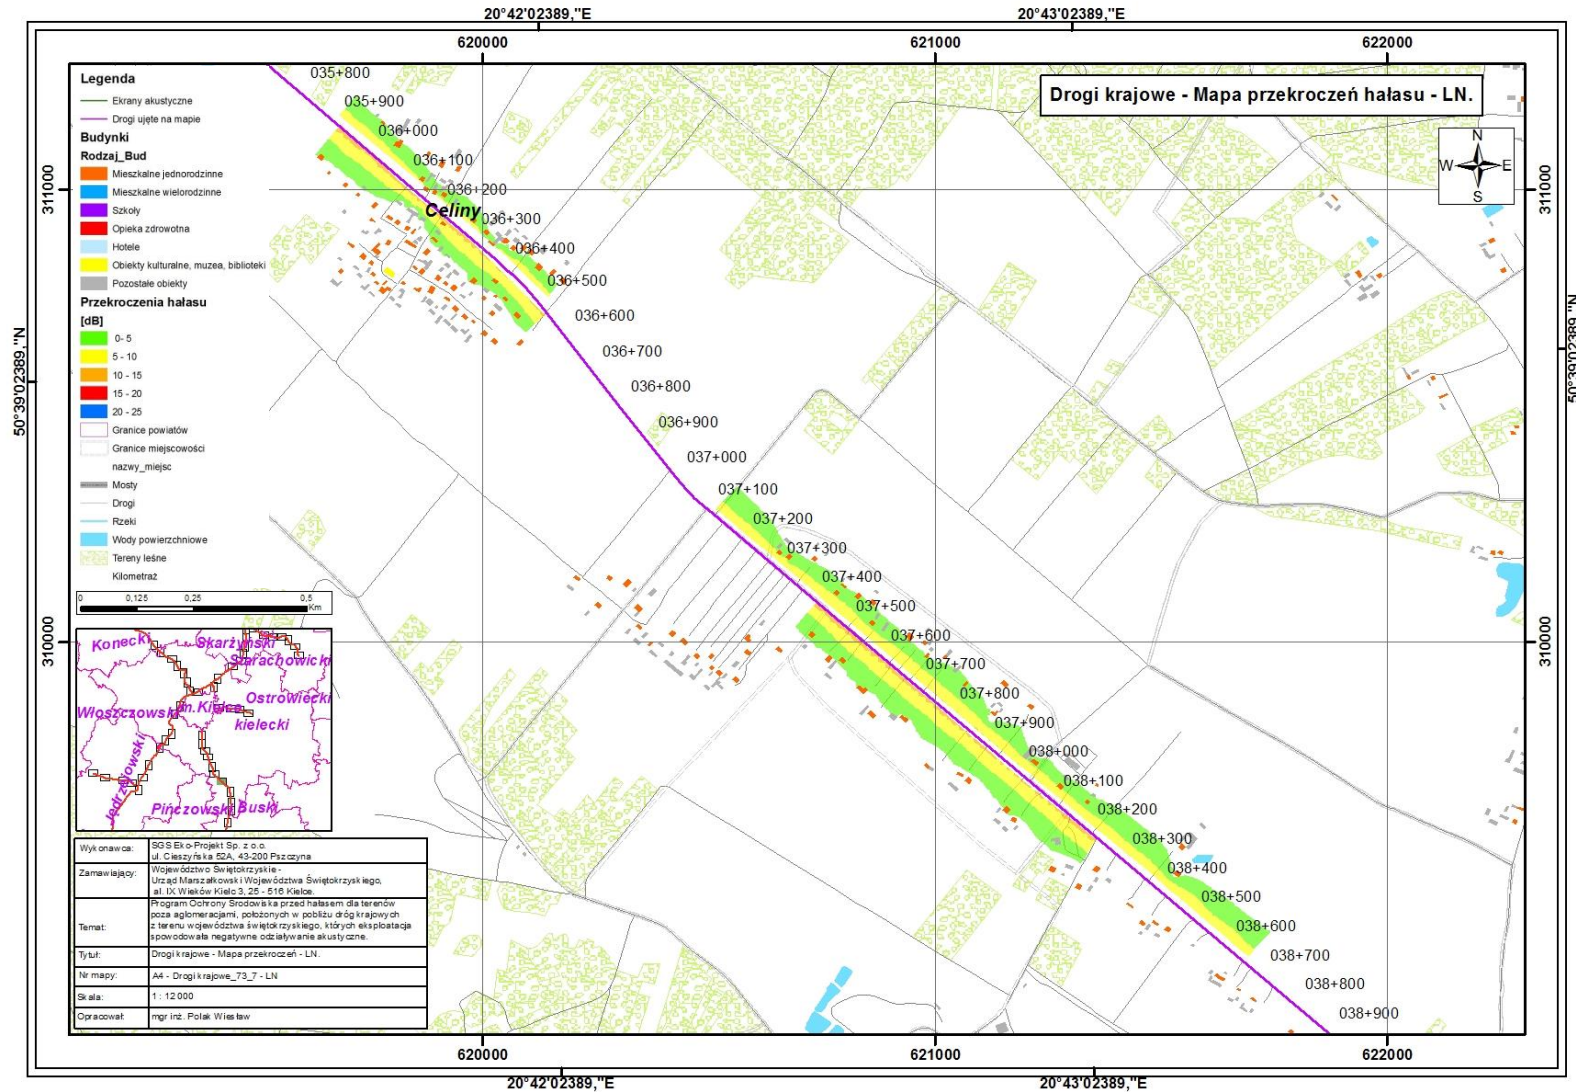 20°42'02389,"E
20°43'02389,"E
620000
621000
622000
Drogi krajowe - Mapa przekroczeń hałasu - LN.
N
W
E
S
311000
311000
310000
310000
50°39'02389,"N
50°39'02389,"N
Legenda
Ekrany akustyczne
Drogi ujęte na mapie
Budynki
Rodzaj_Bud
Mieszkalne jednorodzinne
Mieszkalne wielorodzinne
Szkoły
Opieka zdrowotna
Hotele
Obiekty kulturalne, muzea, biblioteki
Pozostałe obiekty
Przekroczenia hałasu
[dB]
0- 5
5 - 10
10 - 15
15 - 20
20 - 25
Granice powiatów
Granice miejscowości
nazwy_miejsc
Mosty
Drogi
Rzeki
Wody powierzchniowe
Tereny leśne
Kilometraż
0 0,125 0,25 0,5
Km
035+800
035+900
036+000
036+100
036+200
Celiny
036+300
036+400
036+500
036+600
036+700
036+800
036+900
037+000
037+100
037+200
037+300
037+400
037+500
037+600
037+700
037+800
037+900
038+000
038+100
038+200
038+300
038+400
038+500
038+600
038+700
038+800
038+900
Konecki
Skarżyński
Starachowicki
Ostrowiecki
Włoszczowski
m.Kielce
kielecki
Jędrzejowski
Pińczowski
Buski
Wykonawca:
SGS Eko-Projekt Sp. z o.o.
ul. Cieszyńska 52A, 43-200 Pszczyna
Zamawiający:
Województwo Świętokrzyskie -
Urząd Marszałkowski Województwa Świętokrzyskiego,
al. IX Wieków Kielc 3, 25 - 516 Kielce.
Temat:
Program Ochrony Środowiska przed hałasem dla terenów
poza aglomeracjami, położonych w pobliżu dróg krajowych
z terenu województwa świętokrzyskiego, których eksploatacja
spowodowała negatywne odziaływanie akustyczne.
Tytuł:
Drogi krajowe - Mapa przekroczeń - LN.
Nr mapy:
A4 - Drogi krajowe_73_7 - LN
Skala:
1 : 12 000
Opracował:
mgr inż. Polak Wiesław
620000
621000
622000
20°42'02389,"E
20°43'02389,"E